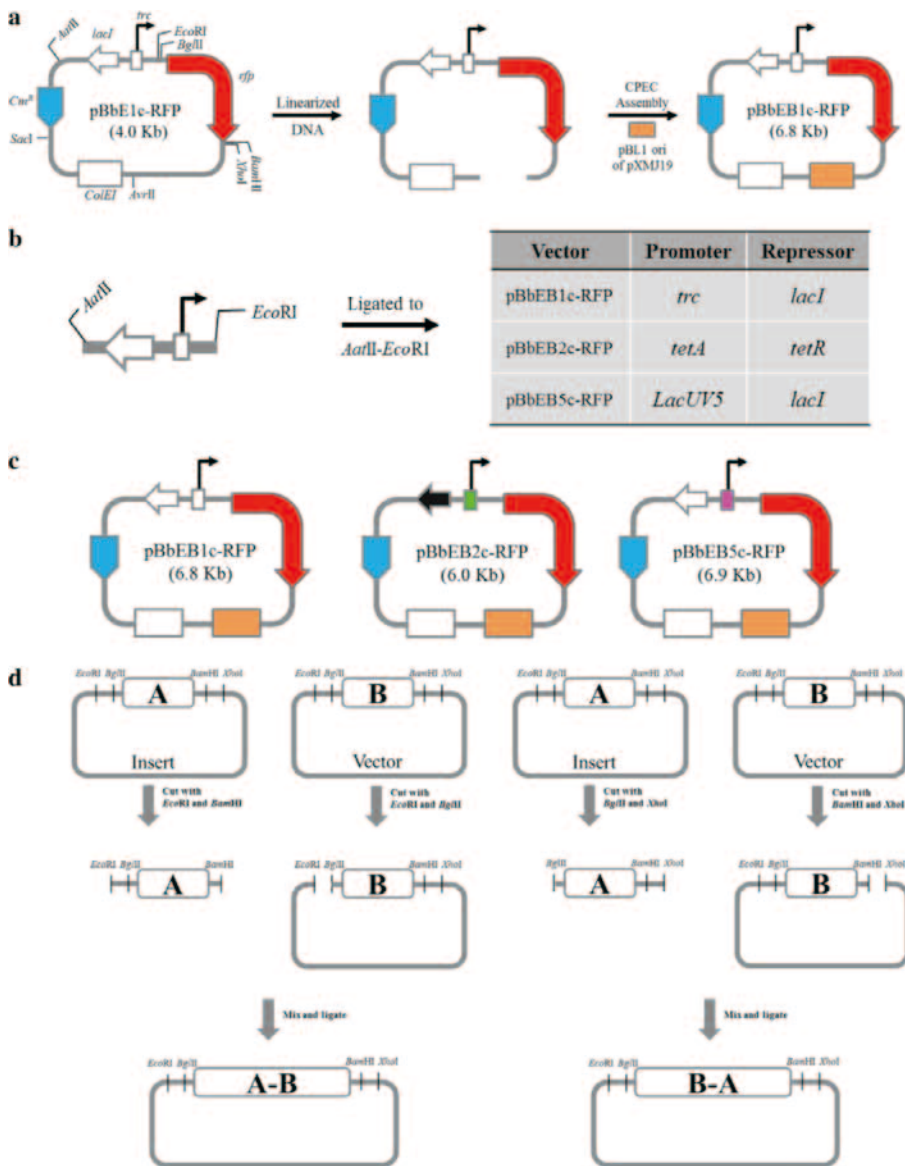 a
AatII
lacI
trc
EcoRI
BglII
rfp
CmR
SacI
pBbE1c-RFP
(4.0 Kb)
ColEI
AvrII
XhoI
BamHI
Linearized
DNA
CPEC
Assembly
pBL1 ori
of pXMJ19
pBbEB1c-RFP
(6.8 Kb)
b
AatII
EcoRI
Ligated to
AatII-EcoRI
Vector Promoter Repressor
pBbEB1c-RFP trc lacI
pBbEB2c-RFP tetA tetR
pBbEB5c-RFP LacUV5 lacI
c
pBbEB1c-RFP
(6.8 Kb)
pBbEB2c-RFP
(6.0 Kb)
pBbEB5c-RFP
(6.9 Kb)
d
EcoRI BglII BamHI XhoI
A
Insert
EcoRI BglII BamHI XhoI
B
Vector
EcoRI BglII BamHI XhoI
A
Insert
EcoRI BglII BamHI XhoI
B
Vector
Cut with
EcoRI and BamHI
Cut with
EcoRI and BglII
Cut with
BglII and XhoI
Cut with
BamHI and XhoI
EcoRI BglII BamHI
A
EcoRI BglII BamHI XhoI
B
BglII BamHI XhoI
A
EcoRI BglII BamHI XhoI
B
Mix and ligate
Mix and ligate
EcoRI BglII BamHI XhoI
A-B
EcoRI BglII BamHI XhoI
B-A